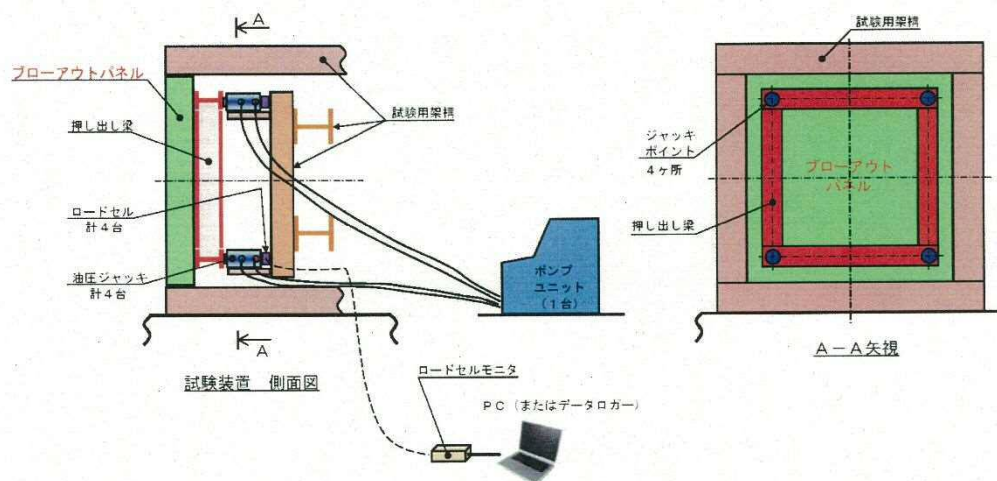 A
ブローアウトパネル
押し出し梁
試験用架構
ロードセル
計4台
油圧ジャッキ
計4台
ポンプ
ユニット
(1台)
A
試験装置 側面図
ロードセルモニタ
PC(またはデータロガー)
試験用架構
ジャッキ
ポイント
4ヶ所
ブローアウト
パネル
押し出し梁
A-A矢視